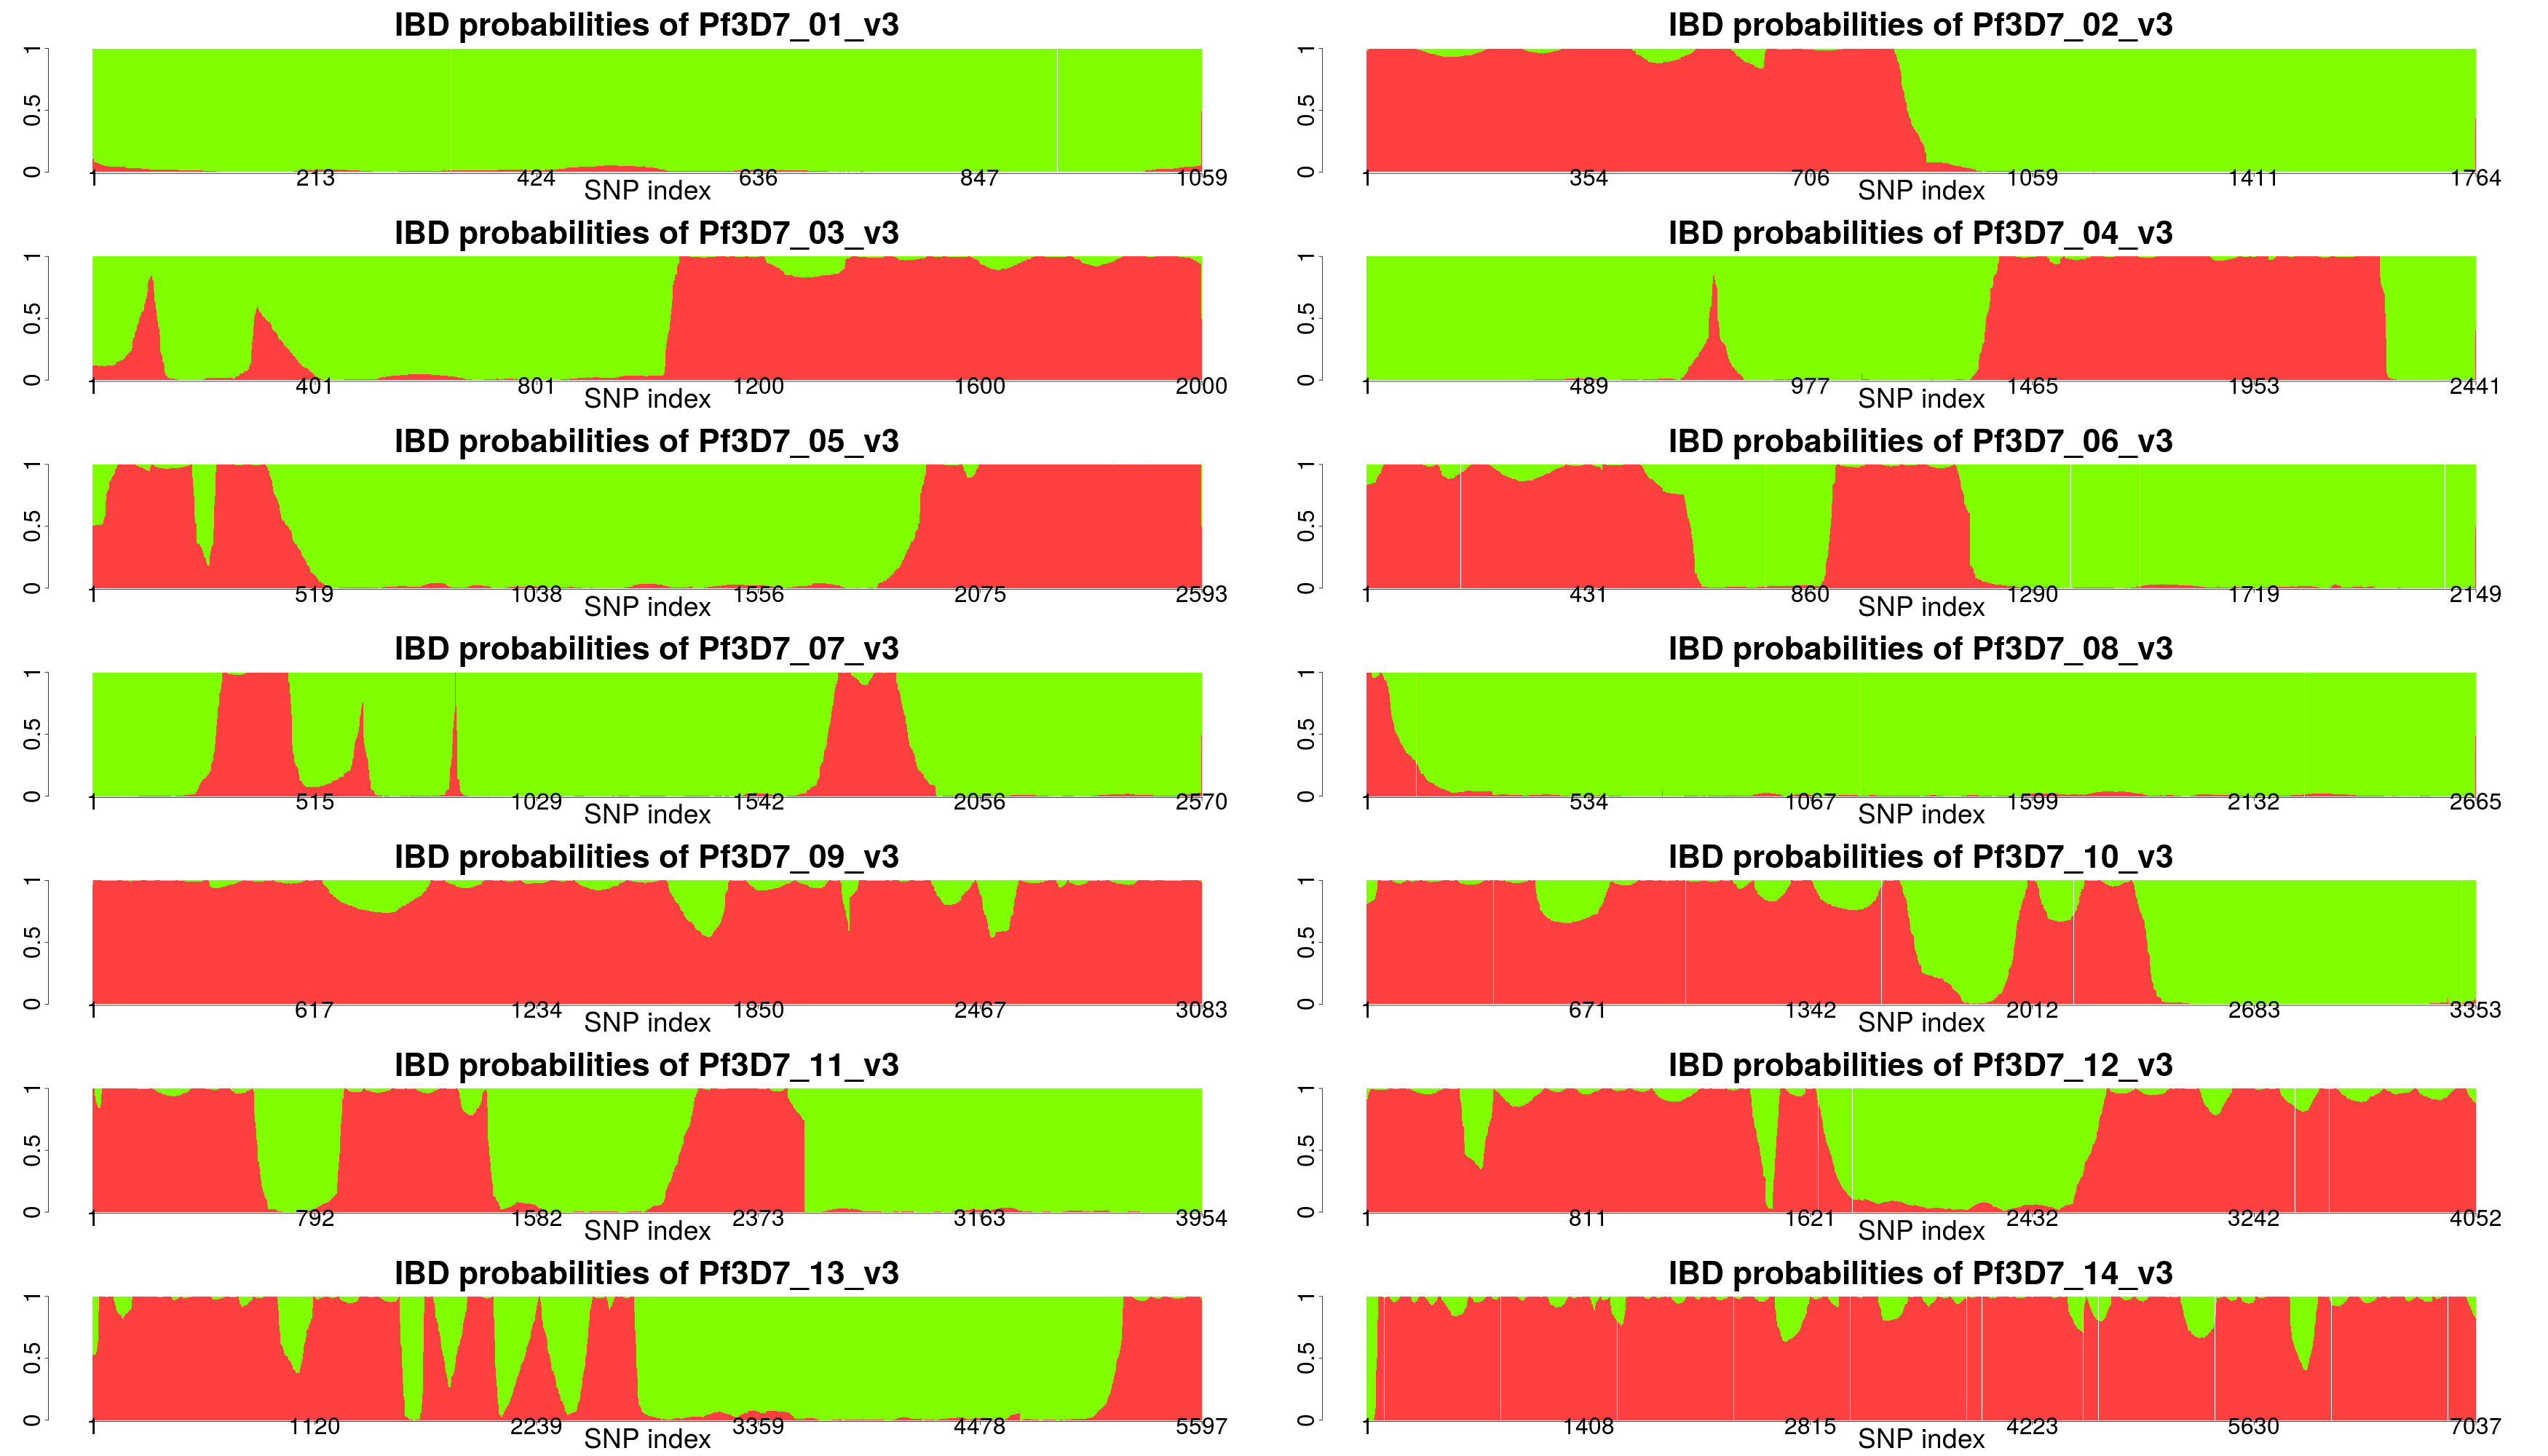 IBD probabilities of Pf3D7_01_v3
0 0.5 1
1 213 424 636 847 1059
SNP index
IBD probabilities of Pf3D7_02_v3
0 0.5 1
1 354 706 1059 1411 1764
SNP index
IBD probabilities of Pf3D7_03_v3
0 0.5 1
1 401 801 1200 1600 2000
SNP index
IBD probabilities of Pf3D7_04_v3
0 0.5 1
1 489 977 1465 1953 2441
SNP index
IBD probabilities of Pf3D7_05_v3
0 0.5 1
1 519 1038 1556 2075 2593
SNP index
IBD probabilities of Pf3D7_06_v3
0 0.5 1
1 431 860 1290 1719 2149
SNP index
IBD probabilities of Pf3D7_07_v3
0 0.5 1
1 515 1029 1542 2056 2570
SNP index
IBD probabilities of Pf3D7_08_v3
0 0.5 1
1 534 1067 1599 2132 2665
SNP index
IBD probabilities of Pf3D7_09_v3
0 0.5 1
1 617 1234 1850 2467 3083
SNP index
IBD probabilities of Pf3D7_10_v3
0 0.5 1
1 671 1342 2012 2683 3353
SNP index
IBD probabilities of Pf3D7_11_v3
0 0.5 1
1 792 1582 2373 3163 3954
SNP index
IBD probabilities of Pf3D7_12_v3
0 0.5 1
1 811 1621 2432 3242 4052
SNP index
IBD probabilities of Pf3D7_13_v3
0 0.5 1
1 1120 2239 3359 4478 5597
SNP index
IBD probabilities of Pf3D7_14_v3
0 0.5 1
1 1408 2815 4223 5630 7037
SNP index